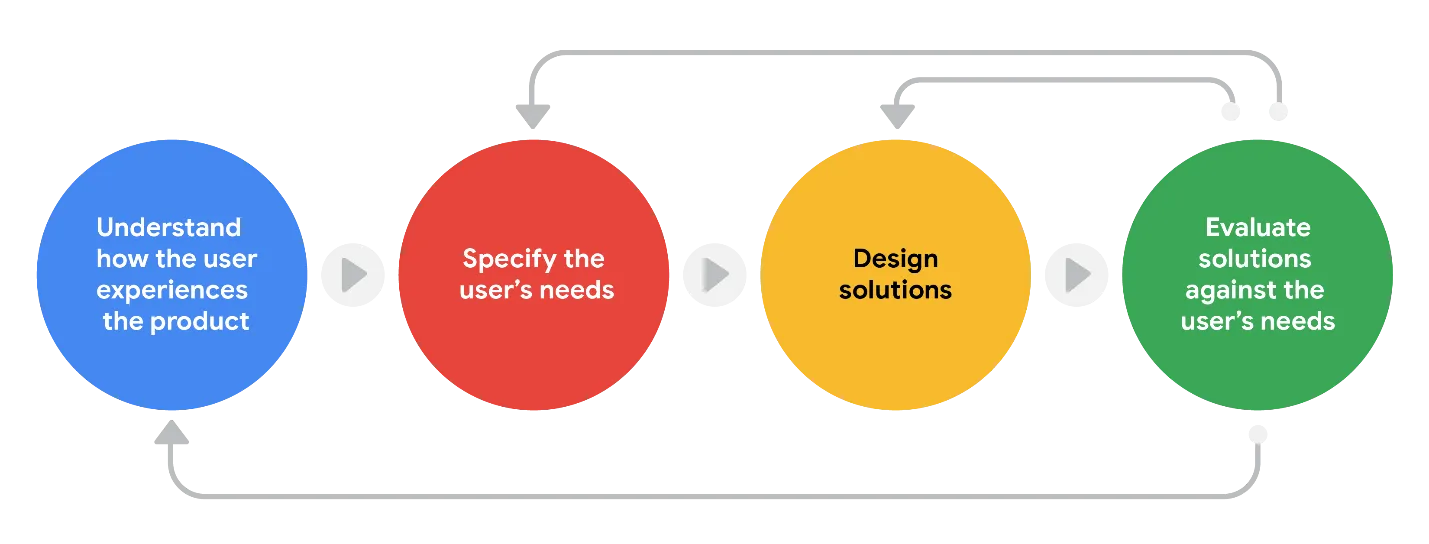 Understand
how the user
experiences
the product
Specify the
user’s needs
Design
solutions
Evaluate
solutions
against the
user’s needs